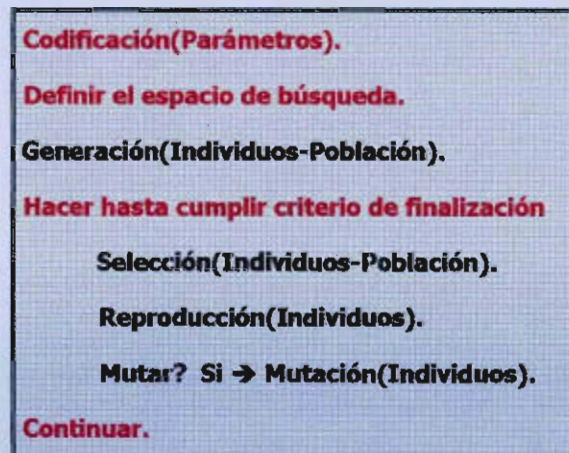 Codificación(Parámetros).
Definir el espacio de búsqueda.
Generación(Individuos-Población).
Hacer hasta cumplir criterio de finalización
Selección(Individuos-Población).
Reproducción(Individuos).
Mutar? Si → Mutación(Individuos).
Continuar.